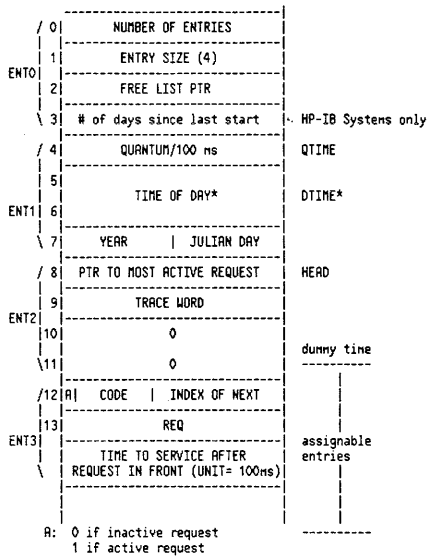 / 0| NUMBER OF ENTRIES
1| ENTRY SIZE (4)
ENT0
2| FREE LIST PTR
\ 3| # of days since last start | HP-IB Systems only
/ 4| QUANTUM/100 ms | QTIME
5|
TIME OF DAY* | DTIME*
ENT1| 6|
\ 7| YEAR | JULIAN DAY
/ 8| PTR TO MOST ACTIVE REQUEST | HEAD
9| TRACE WORD
ENT2
|10| 0
dummy time
\11| 0
/12|A| CODE | INDEX OF NEXT
|13| REQ
ENT3
assignable
TIME TO SERVICE AFTER
entries
REQUEST IN FRONT (UNIT= 100ms)
A: 0 if inactive request
1 if active request